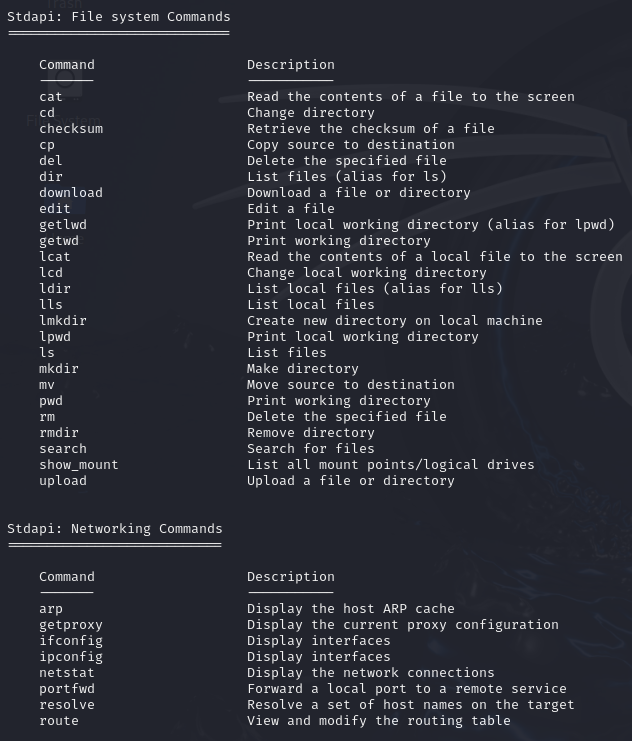 Trash
Stdapi: File system Commands
Command Description
cat Read the contents of a file to the screen
cd Change directory
File System
checksum Retrieve the checksum of a file
cp Copy source to destination
del Delete the specified file
dir List files (alias for ls)
download Download a file or directory
edit Edit a file
getlwd Print local working directory (alias for lpwd)
getwd Print working directory
lcat Read the contents of a local file to the screen
lcd Change local working directory
ldir List local files (alias for lls)
lls List local files
lmkdir Create new directory on local machine
lpwd Print local working directory
ls List files
mkdir Make directory
mv Move source to destination
pwd Print working directory
rm Delete the specified file
rmdir Remove directory
search Search for files
show_mount List all mount points/logical drives
upload Upload a file or directory
Stdapi: Networking Commands
Command Description
arp Display the host ARP cache
getproxy Display the current proxy configuration
ifconfig Display interfaces
ipconfig Display interfaces
netstat Display the network connections
portfwd Forward a local port to a remote service
resolve Resolve a set of host names on the target
route View and modify the routing table